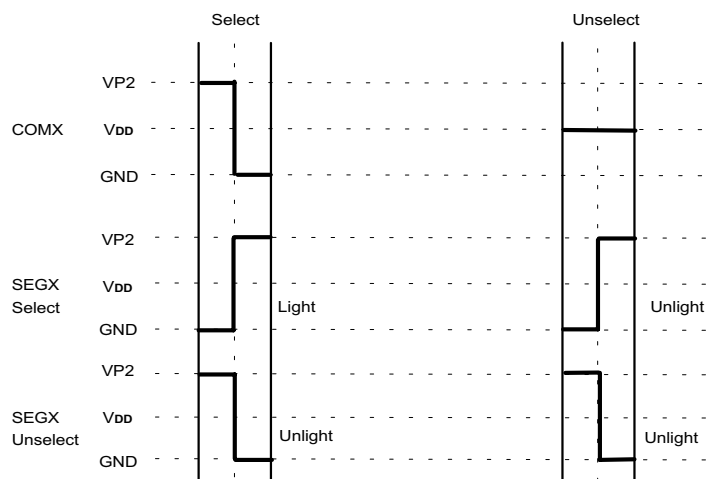 Select Unselect
VP2
COMX VDD
GND
VP2
SEGX VDD
Select Light Unlight
GND
VP2
SEGX VDD
Unselect Unlight Unlight
GND